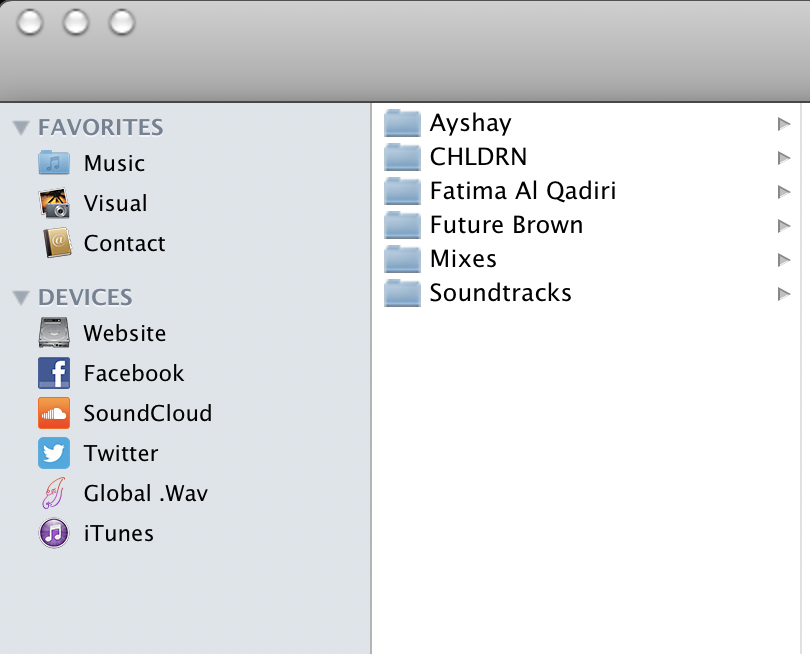 FAVORITES
Music
Visual
Contact
DEVICES
Website
Facebook
SoundCloud
Twitter
Global .Wav
iTunes
Ayshay
CHLDRN
Fatima Al Qadiri
Future Brown
Mixes
Soundtracks